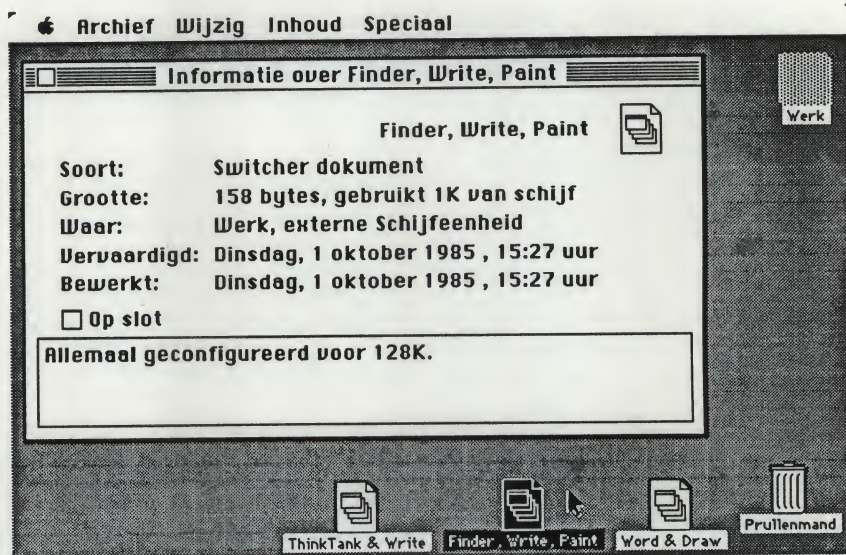 Archief Wijzig Inhoud Speciaal
Informatie over Finder, Write, Paint
Werk
Finder, Write, Paint
Soort: Switcher dokument
Grootte: 158 bytes, gebruikt 1K van schijf
Waar: Werk, externe Schijfeenheid
Vervaardigd: Dinsdag, 1 oktober 1985 , 15:27 uur
Bewerkt: Dinsdag, 1 oktober 1985 , 15:27 uur
Op slot
Allemaal geconfigureerd voor 128K.
ThinkTank & Write
Finder, Write, Paint
Word & Draw
Prullenmand